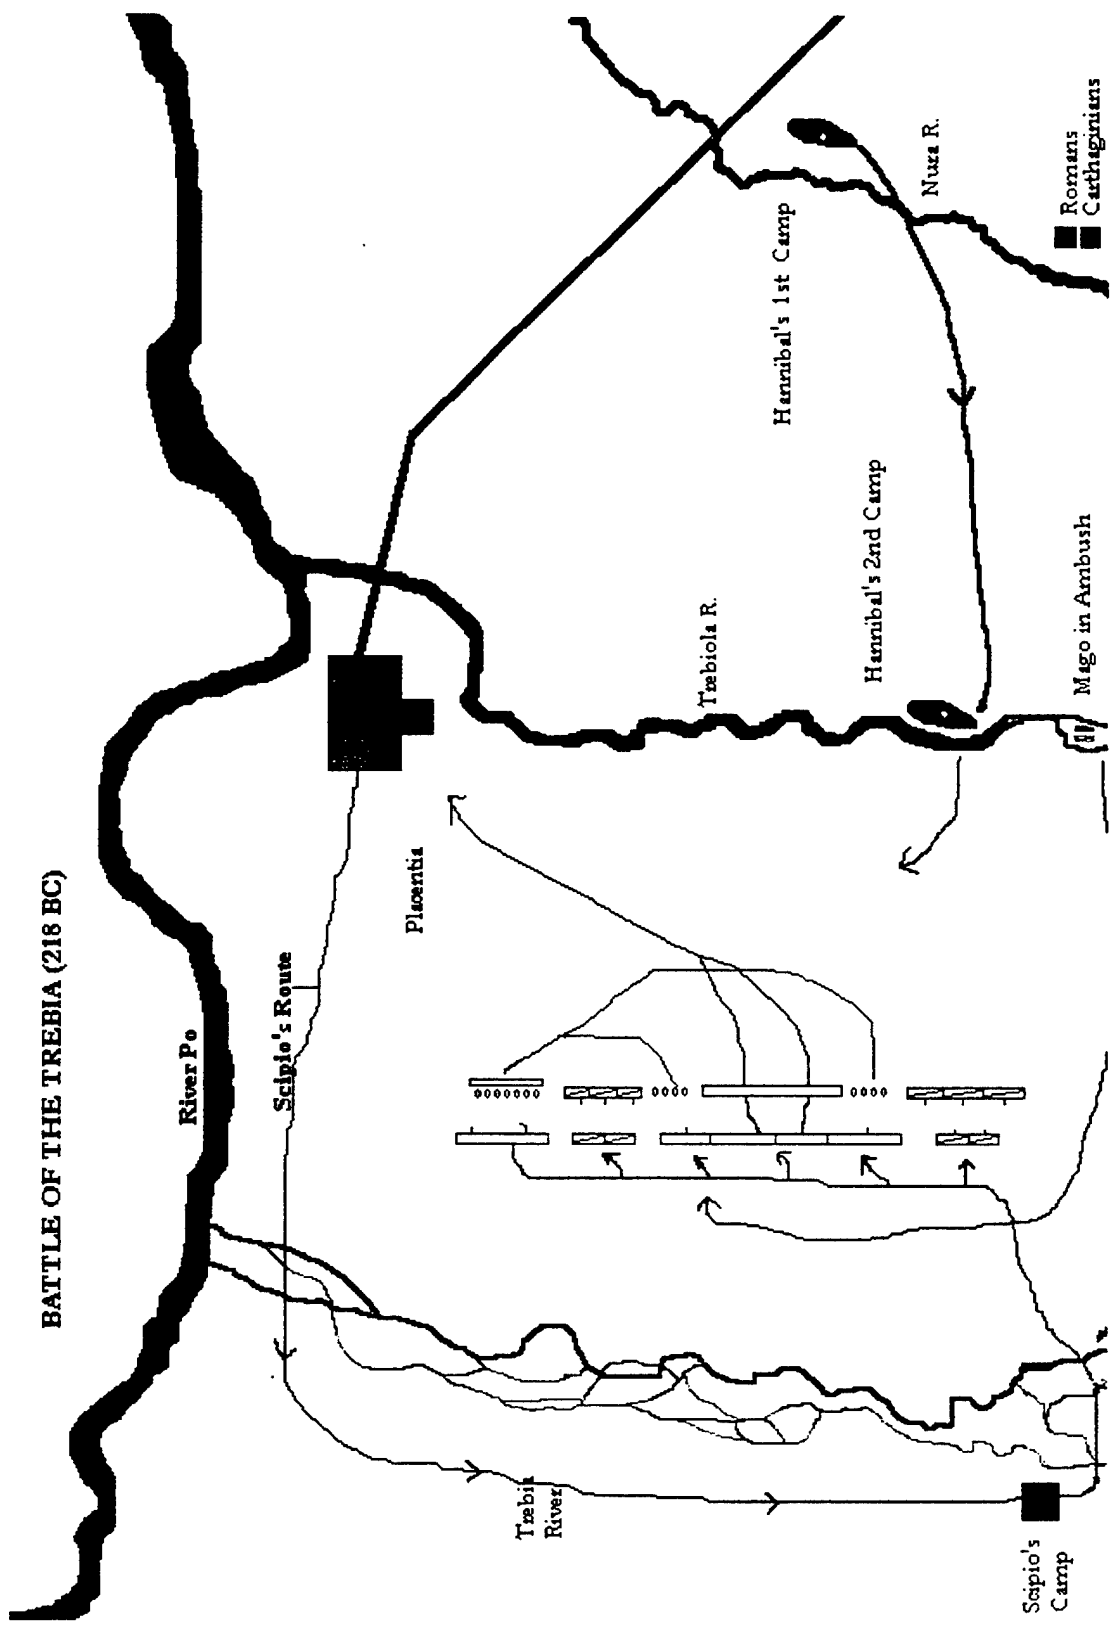 BATTLE OF THE TREBIA (218 BC)
River Po
Scipio's Route
Placentia
Trebia
River
Scipio's
Camp
Trebiola R.
Hannibal's 2nd Camp
Mago in Ambush
Hannibal's 1st Camp
Nura R.
Romans
Carthaginians